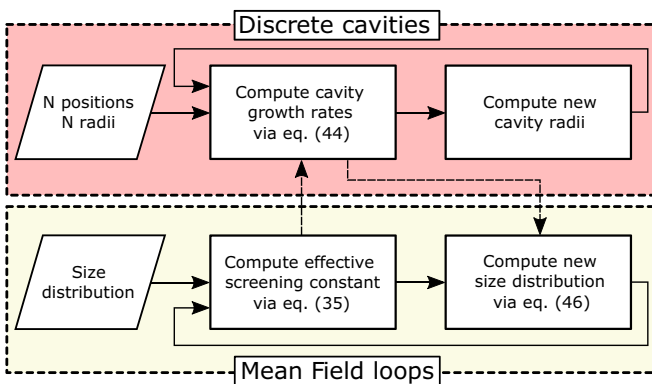 Discrete cavities
N positions
N radii
Compute cavity
growth rates
via eq. (44)
Compute new
cavity radii
Size
distribution
Compute effective
screening constant
via eq. (35)
Compute new
size distribution
via eq. (46)
Mean Field loops